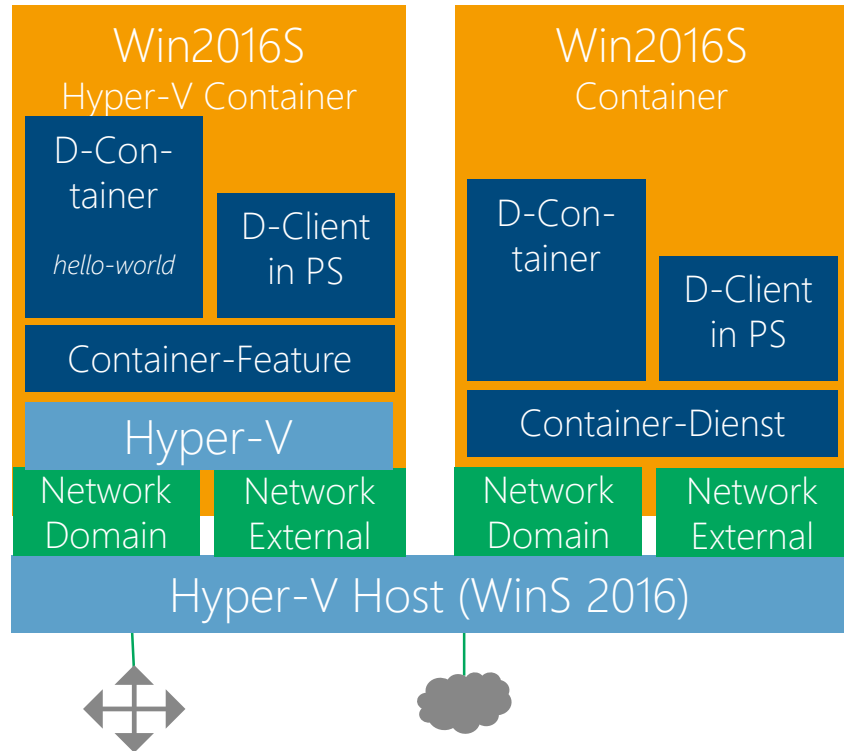 Win2016S
Hyper-V Container
D-Con-
tainer
hello-world
D-Client
in PS
Container-Feature
Hyper-V
Network
Domain
Network
External
Win2016S
Container
D-Con-
tainer
D-Client
in PS
Container-Dienst
Network
Domain
Network
External
Hyper-V Host (WinS 2016)